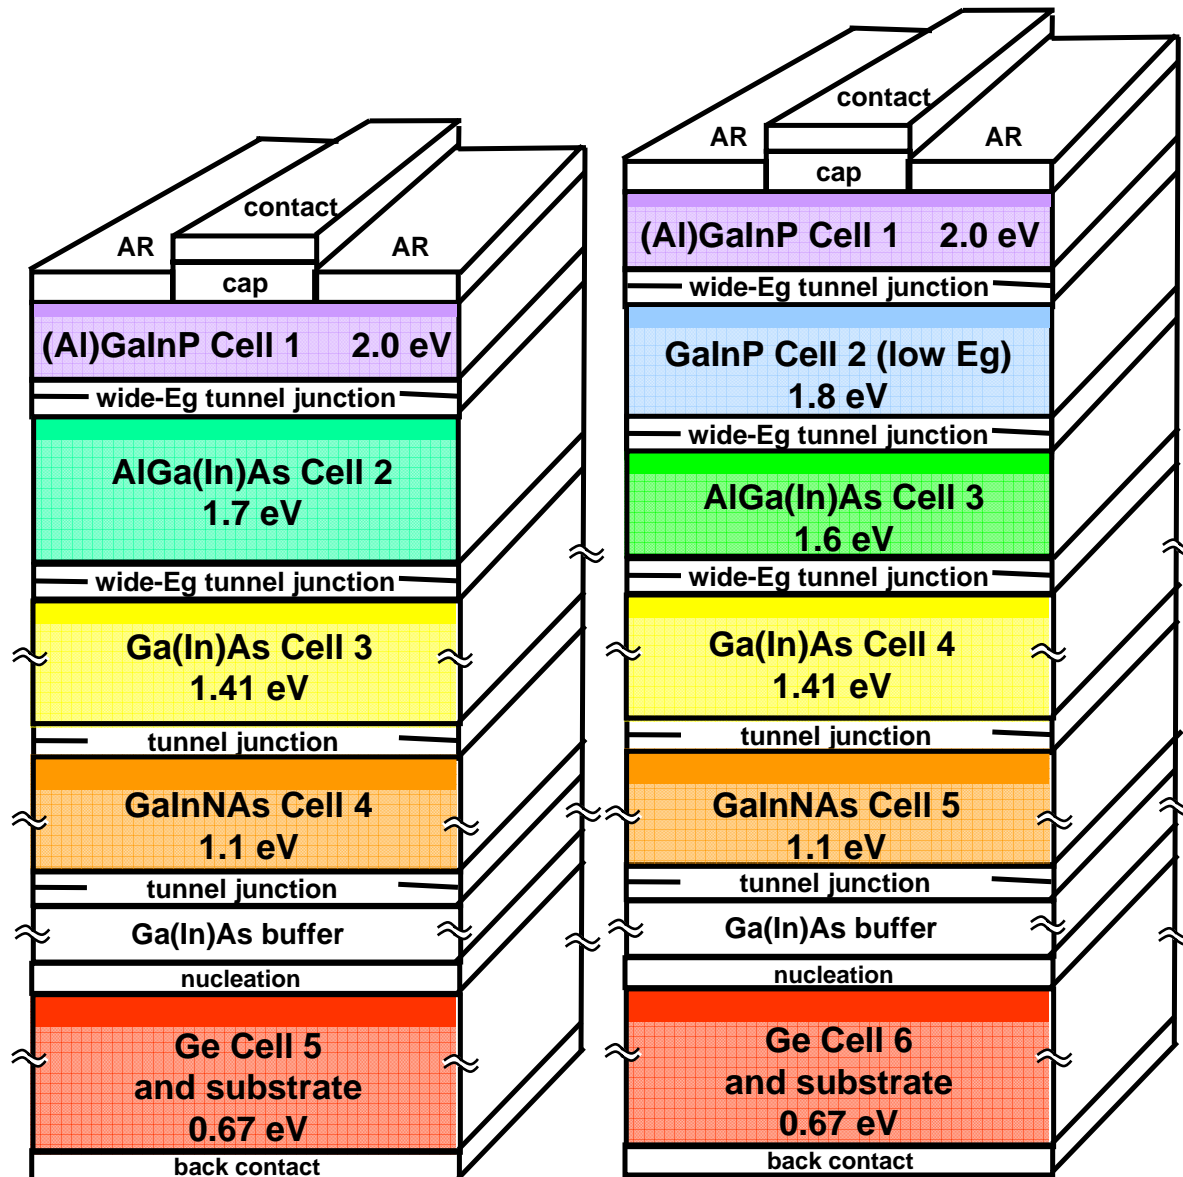 contact
AR
AR
cap
(Al)GaInP Cell 1 2.0 eV
wide-Eg tunnel junction
AlGa(In)As Cell 2
1.7 eV
wide-Eg tunnel junction
Ga(In)As Cell 3
1.41 eV
tunnel junction
GaInNAs Cell 4
1.1 eV
tunnel junction
Ga(In)As buffer
nucleation
Ge Cell 5
and substrate
0.67 eV
back contact
contact
AR
AR
cap
(Al)GaInP Cell 1 2.0 eV
wide-Eg tunnel junction
GaInP Cell 2 (low Eg)
1.8 eV
wide-Eg tunnel junction
AlGa(In)As Cell 3
1.6 eV
wide-Eg tunnel junction
Ga(In)As Cell 4
1.41 eV
tunnel junction
GaInNAs Cell 5
1.1 eV
tunnel junction
Ga(In)As buffer
nucleation
Ge Cell 6
and substrate
0.67 eV
back contact